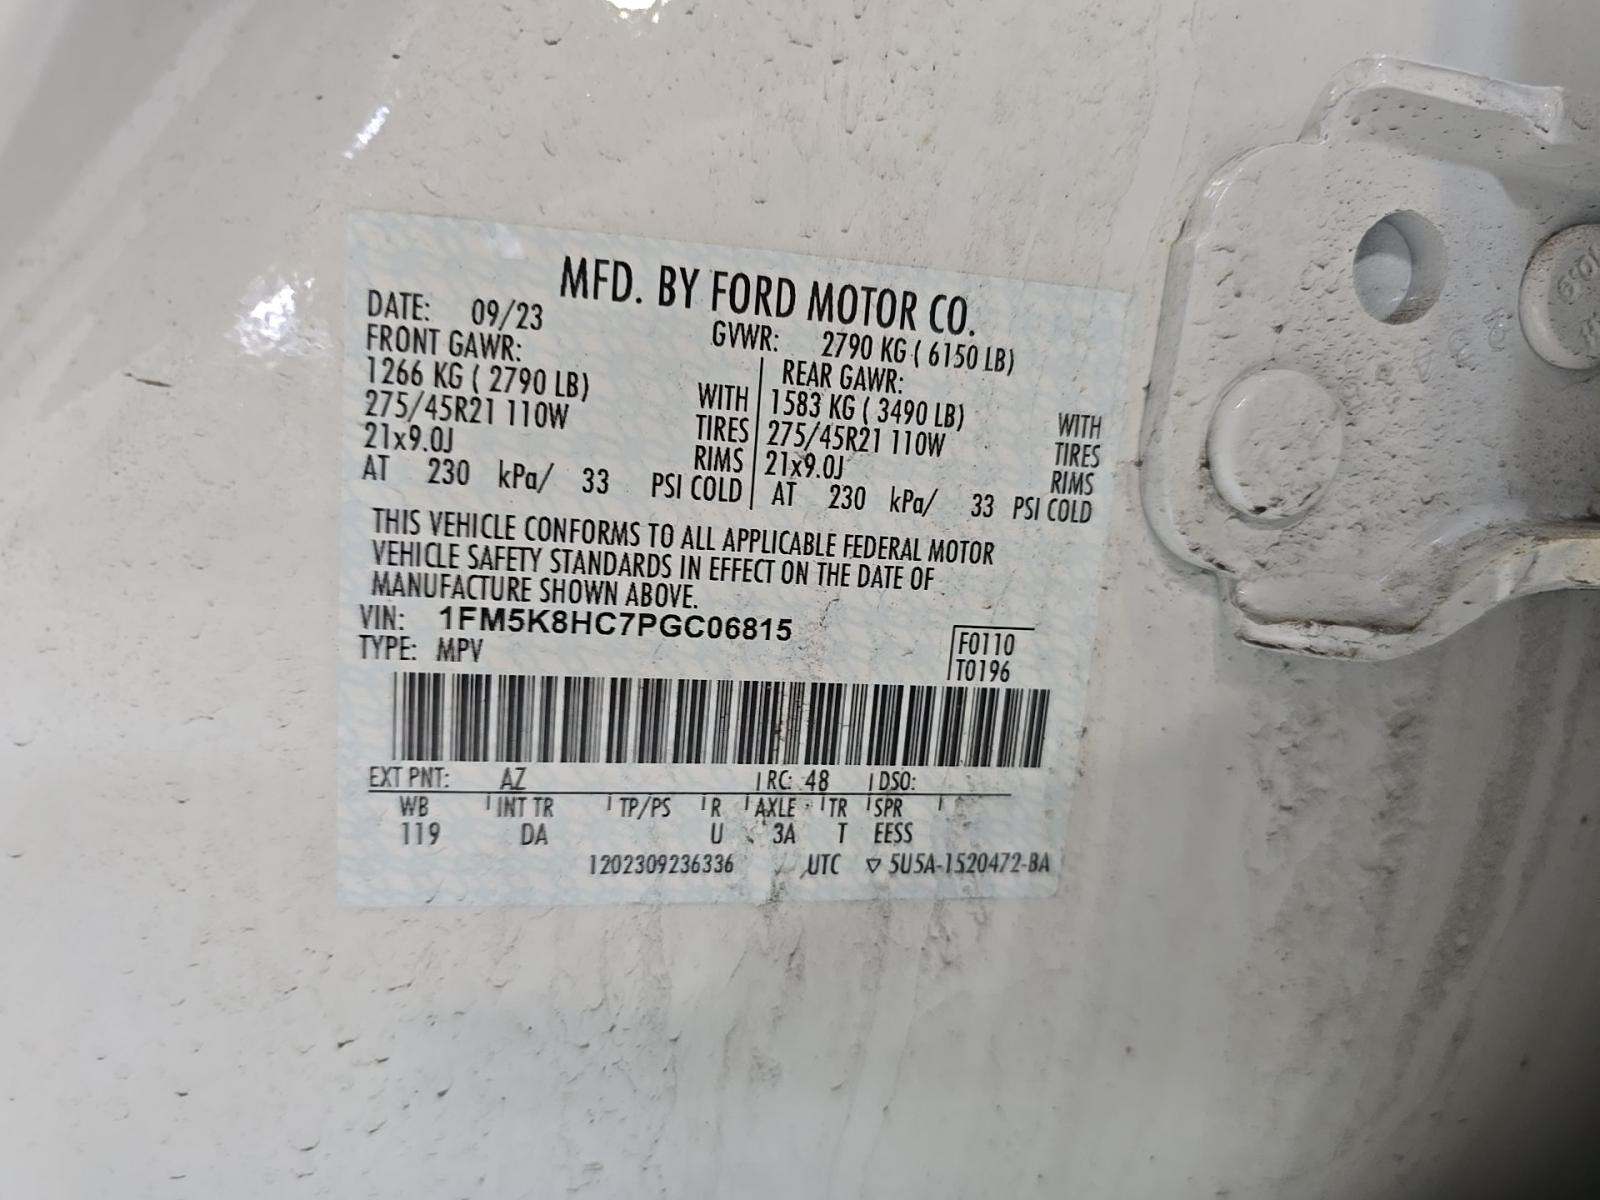 MFD. BY FORD MOTOR CO.
DATE: 09/23 GVWR: 2790 KG ( 6150 LB)
FRONT GAWR: REAR GAWR:
1266 KG ( 2790 LB) WITH 1583 KG ( 3490 LB) WITH
275/45R21 110W TIRES 275/45R21 110W TIRES
21x9.0J RIMS 21x9.0J RIMS
AT 230 kPa/ 33 PSI COLD AT 230 kPa/ 33 PSI COLD
THIS VEHICLE CONFORMS TO ALL APPLICABLE FEDERAL MOTOR
VEHICLE SAFETY STANDARDS IN EFFECT ON THE DATE OF
MANUFACTURE SHOWN ABOVE.
VIN: 1FM5K8HC7PGC06815
F0110
TYPE: MPV T0196
EXT PNT: AZ RC: 48 DSO:
WB INT TR TP/PS R AXLE TR SPR
119 DA U 3A T EESS
1202309236336 UTC ▽ 5U5A-1520472-BA